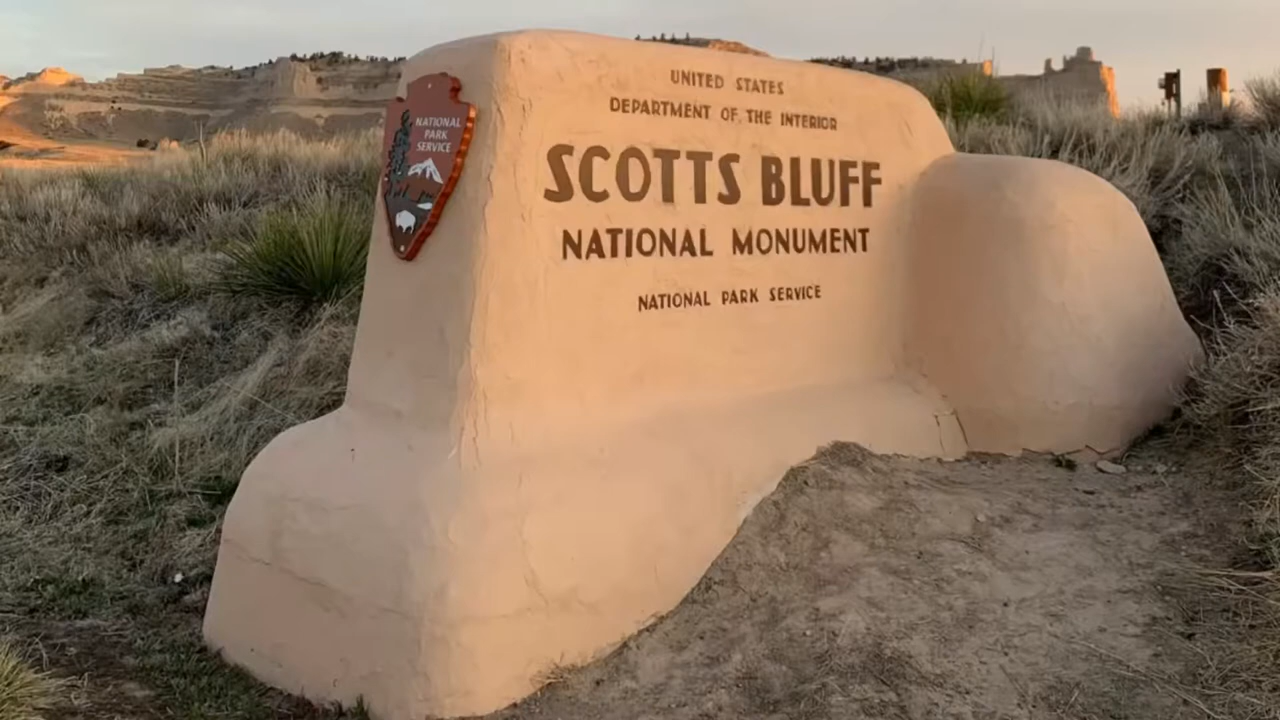 NATIONAL
PARK
SERVICE
UNITED STATES
DEPARTMENT OF THE INTERIOR
SCOTTS BLUFF
NATIONAL MONUMENT
NATIONAL PARK SERVICE